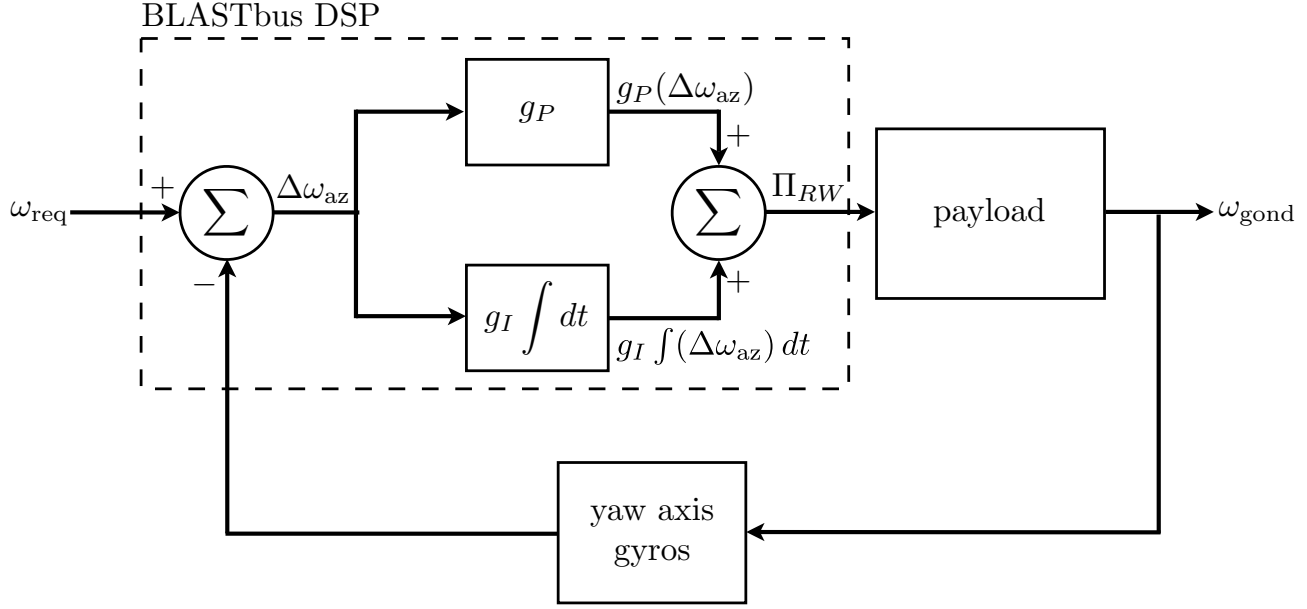 BLASTbus DSP
g_P
g_P(Δω_az)
+
ω_req
+
∑
Δω_az
∑
Π_RW
payload
ω_gond
−
g_I ∫ dt
+
g_I ∫(Δω_az) dt
yaw axis
gyros